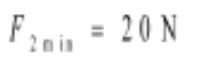 F₂ₘᵢₙ = 20 N